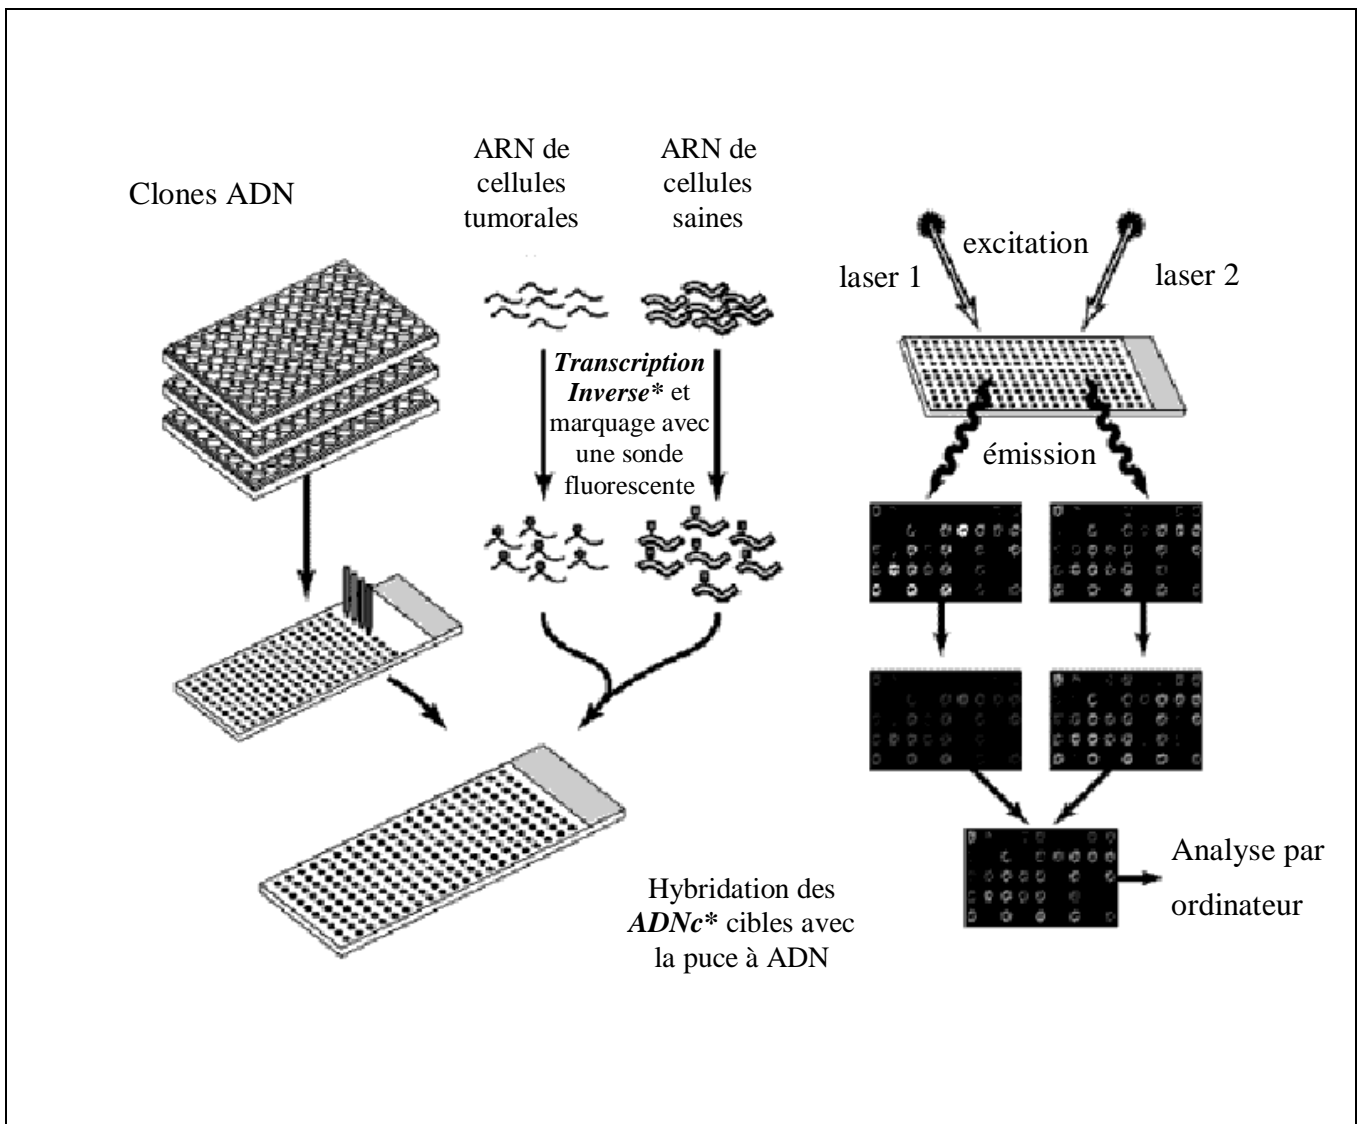 Clones ADN
ARN de
cellules
tumorales
ARN de
cellules
saines
Transcription
Inverse* et
marquage avec
une sonde
fluorescente
Hybridation des
ADNc* cibles avec
la puce à ADN
excitation
laser 1
laser 2
émission
Analyse par
ordinateur